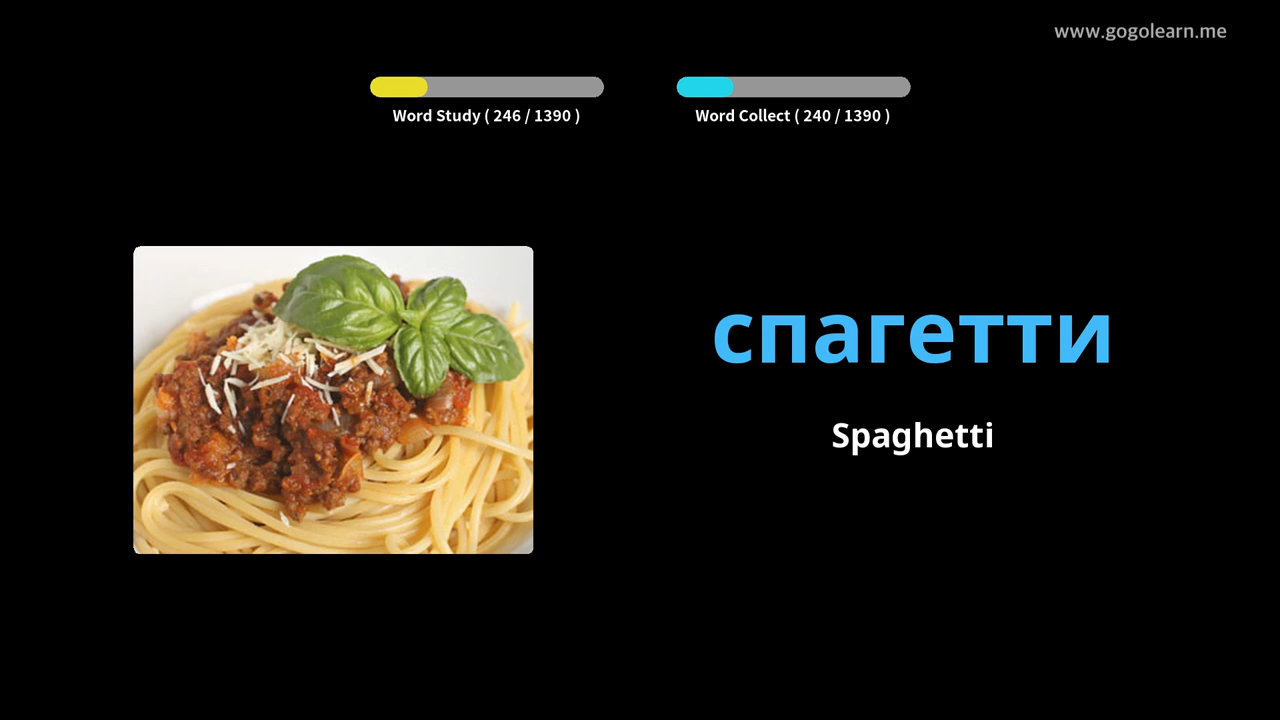 www.gogolearn.me
Word Study ( 246 / 1390 )
Word Collect ( 240 / 1390 )
спагетти
Spaghetti